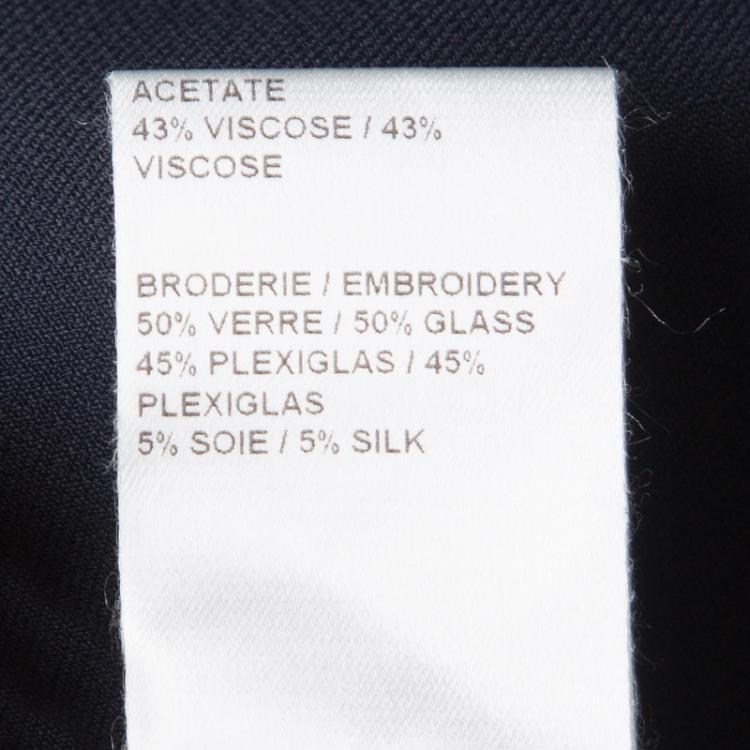 ACETATE
43% VISCOSE / 43%
VISCOSE
BRODERIE / EMBROIDERY
50% VERRE / 50% GLASS
45% PLEXIGLAS / 45%
PLEXIGLAS
5% SOIE / 5% SILK